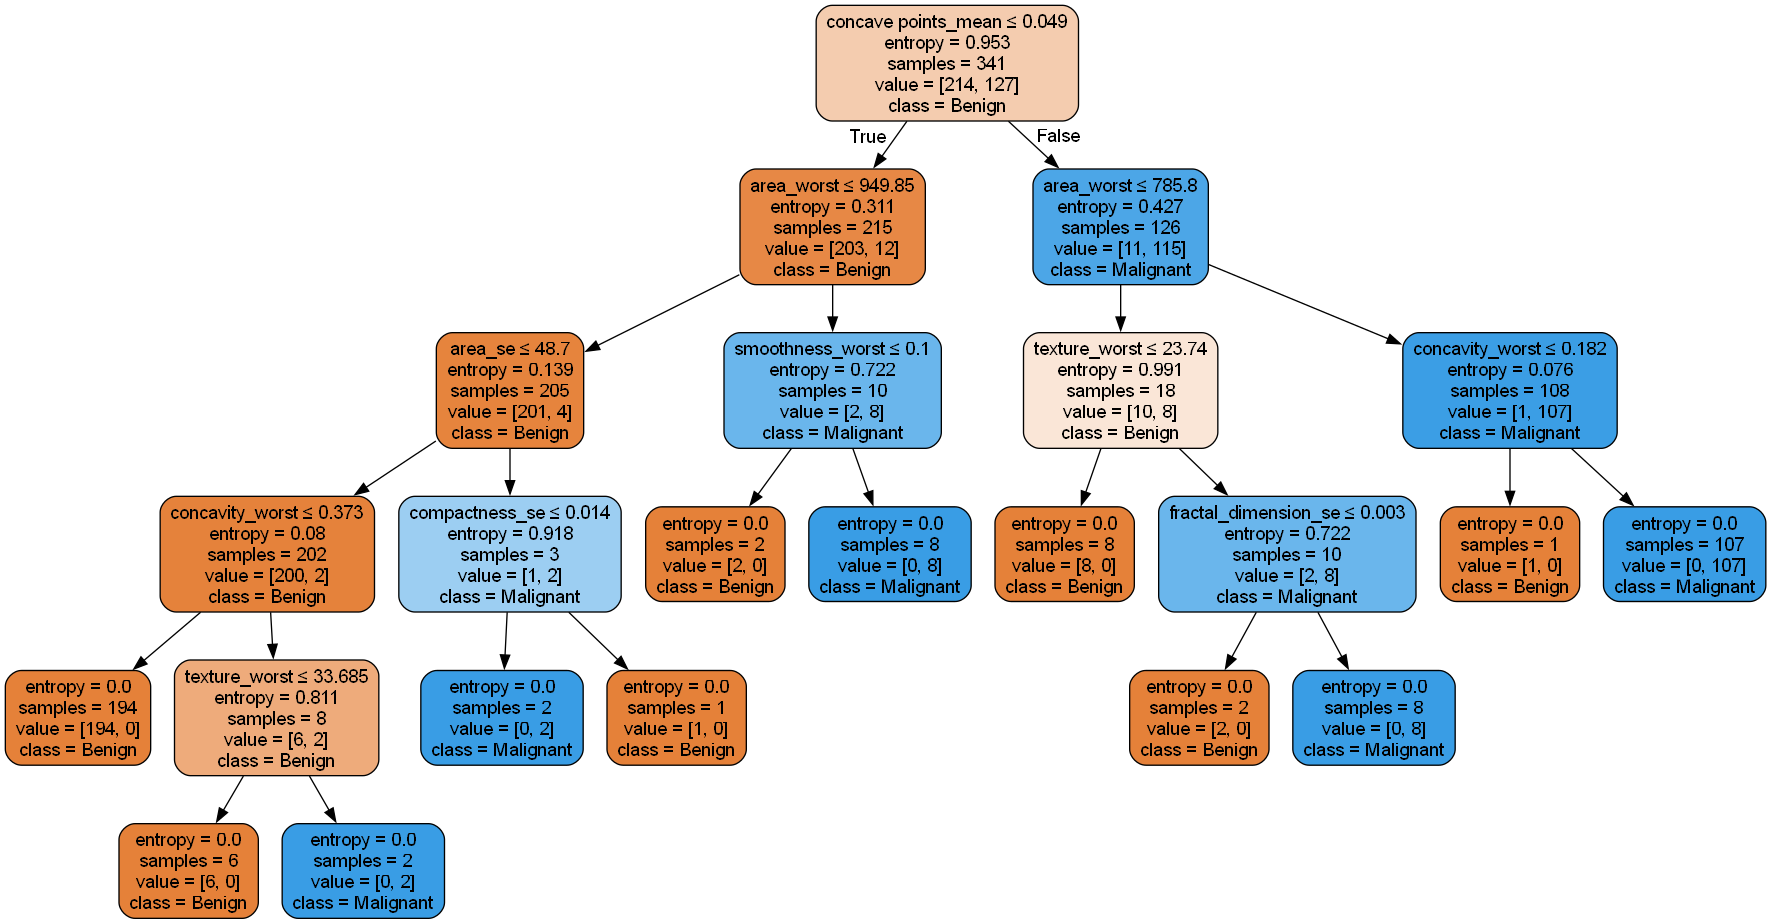 concave points_mean ≤ 0.049
entropy = 0.953
samples = 341
value = [214, 127]
class = Benign
True
False
area_worst ≤ 949.85
entropy = 0.311
samples = 215
value = [203, 12]
class = Benign
area_worst ≤ 785.8
entropy = 0.427
samples = 126
value = [11, 115]
class = Malignant
area_se ≤ 48.7
entropy = 0.139
samples = 205
value = [201, 4]
class = Benign
smoothness_worst ≤ 0.1
entropy = 0.722
samples = 10
value = [2, 8]
class = Malignant
texture_worst ≤ 23.74
entropy = 0.991
samples = 18
value = [10, 8]
class = Benign
concavity_worst ≤ 0.182
entropy = 0.076
samples = 108
value = [1, 107]
class = Malignant
concavity_worst ≤ 0.373
entropy = 0.08
samples = 202
value = [200, 2]
class = Benign
compactness_se ≤ 0.014
entropy = 0.918
samples = 3
value = [1, 2]
class = Malignant
entropy = 0.0
samples = 2
value = [2, 0]
class = Benign
entropy = 0.0
samples = 8
value = [0, 8]
class = Malignant
entropy = 0.0
samples = 8
value = [8, 0]
class = Benign
fractal_dimension_se ≤ 0.003
entropy = 0.722
samples = 10
value = [2, 8]
class = Malignant
entropy = 0.0
samples = 1
value = [1, 0]
class = Benign
entropy = 0.0
samples = 107
value = [0, 107]
class = Malignant
entropy = 0.0
samples = 194
value = [194, 0]
class = Benign
texture_worst ≤ 33.685
entropy = 0.811
samples = 8
value = [6, 2]
class = Benign
entropy = 0.0
samples = 2
value = [0, 2]
class = Malignant
entropy = 0.0
samples = 1
value = [1, 0]
class = Benign
entropy = 0.0
samples = 2
value = [2, 0]
class = Benign
entropy = 0.0
samples = 8
value = [0, 8]
class = Malignant
entropy = 0.0
samples = 6
value = [6, 0]
class = Benign
entropy = 0.0
samples = 2
value = [0, 2]
class = Malignant